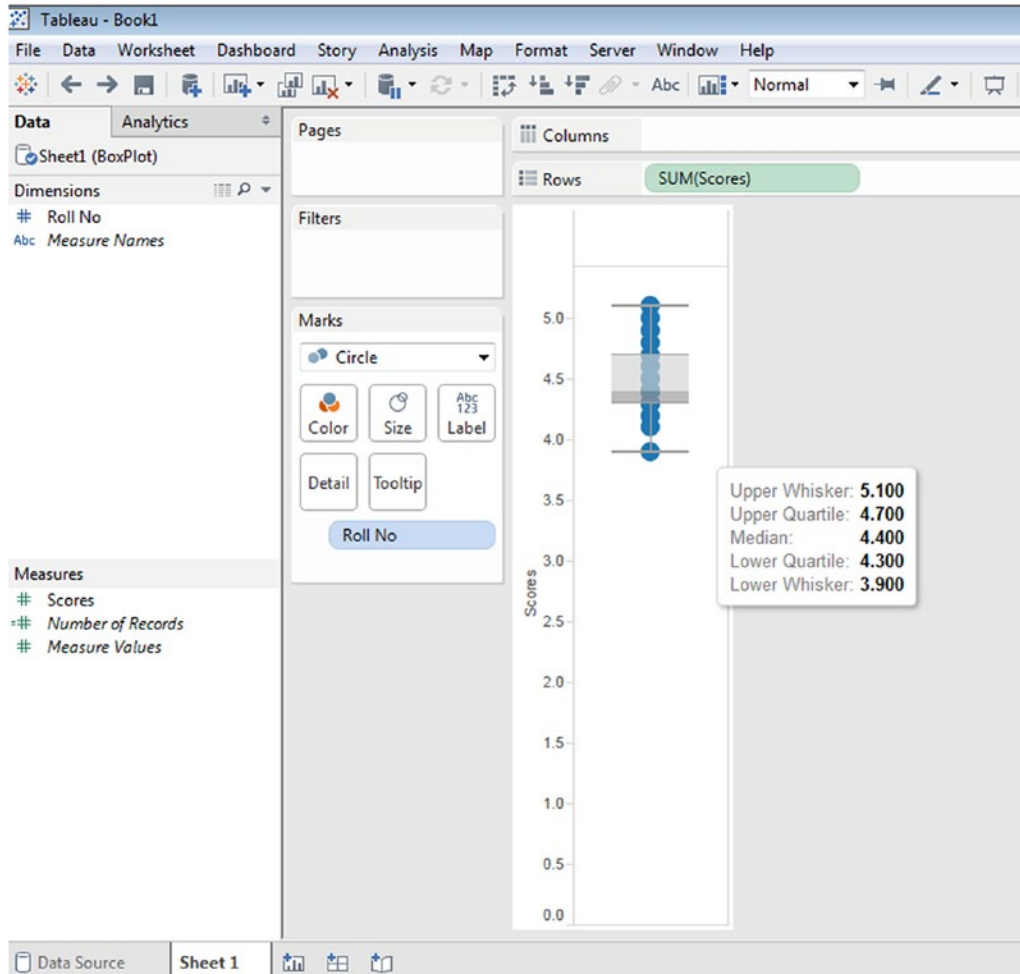 Tableau - Book1
File Data Worksheet Dashboard Story Analysis Map Format Server Window Help
Abc Normal
Data Analytics
Sheet1 (BoxPlot)
Dimensions
# Roll No
Abc Measure Names
Measures
# Scores
=# Number of Records
# Measure Values
Pages
Filters
Marks
Circle
Color Size Abc 123 Label
Detail Tooltip
Roll No
Columns
Rows SUM(Scores)
5.0
4.5
4.0
3.5
3.0
2.5
2.0
1.5
1.0
0.5
0.0
Scores
Upper Whisker: 5.100
Upper Quartile: 4.700
Median: 4.400
Lower Quartile: 4.300
Lower Whisker: 3.900
Data Source Sheet 1